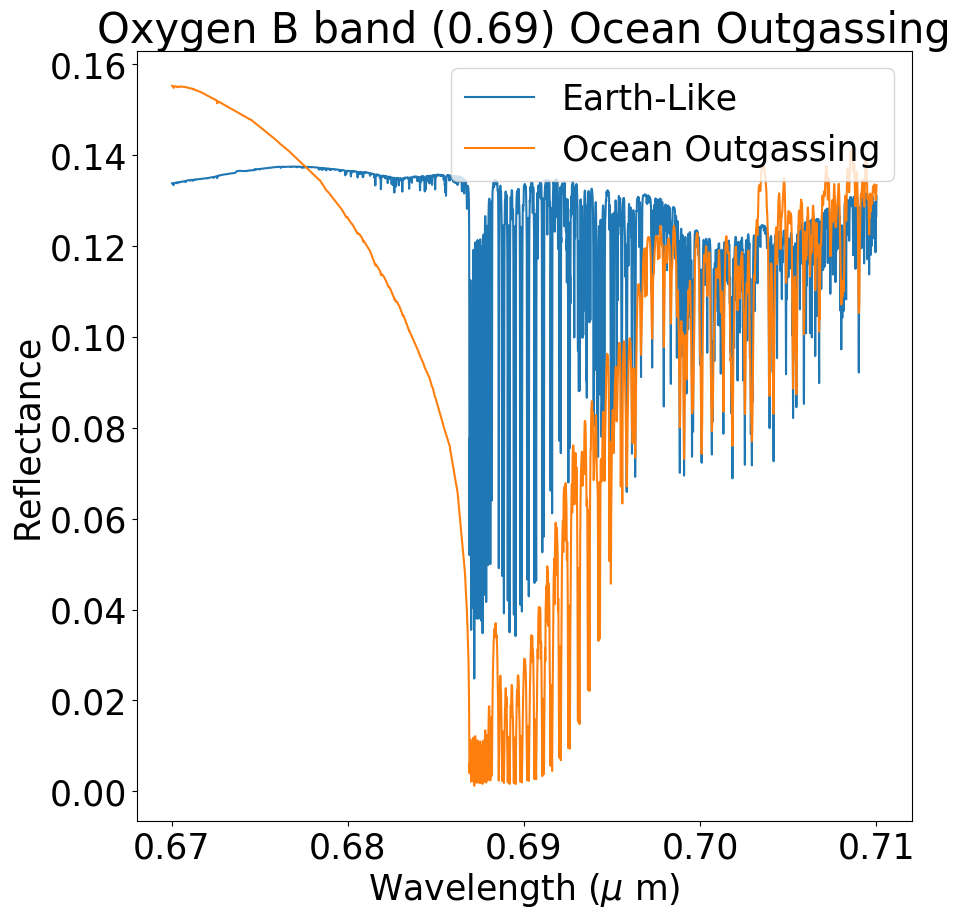 Oxygen B band (0.69) Ocean Outgassing
Earth-Like
Ocean Outgassing
Reflectance
0.16
0.14
0.12
0.10
0.08
0.06
0.04
0.02
0.00
0.67 0.68 0.69 0.70 0.71
Wavelength (μ m)